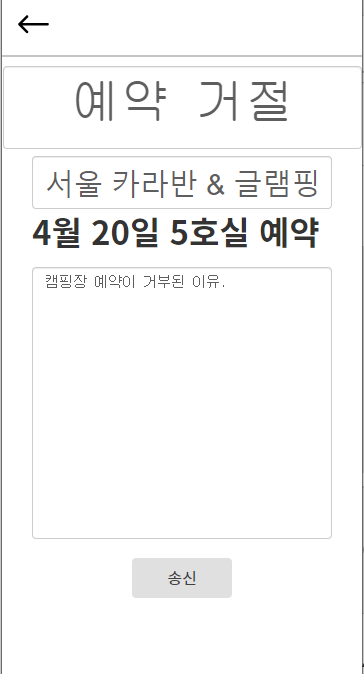 예약 거절
서울 카라반 & 글램핑
4월 20일 5호실 예약
캠핑장 예약이 거부된 이유.
송신